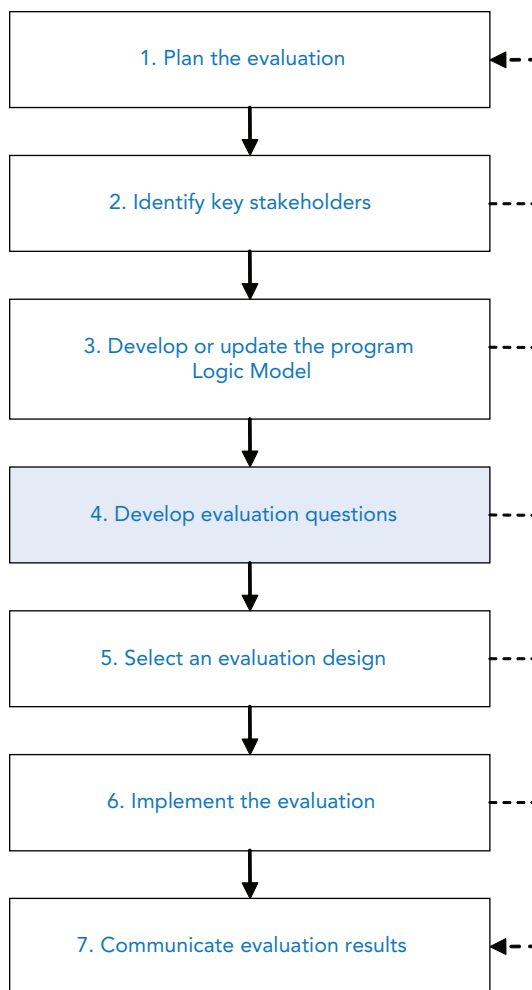 1. Plan the evaluation
2. Identify key stakeholders
3. Develop or update the program
Logic Model
4. Develop evaluation questions
5. Select an evaluation design
6. Implement the evaluation
7. Communicate evaluation results